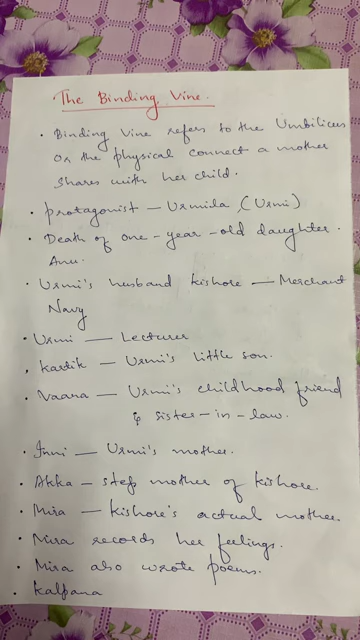 The Binding Vine.
• Binding Vine refers to the Umbilicus
Or the physical connect a mother
Shares with her child.
• protagonist — Urmila (Urmi)
• Death of one-year-old daughter.
Anu.
• Urmi's husband kishore — Merchant
Navy
• Urmi — Lecturer
• Kartik — Urmi's little son.
• Vaana — Urmi's childhood friend
& sister-in-law.
• Inni — Urmi's mother.
• Akka — step mother of kishore.
• Mira — kishore's actual mother.
• Mira records her feelings.
• Mira also wrote poems.
• Kalpana